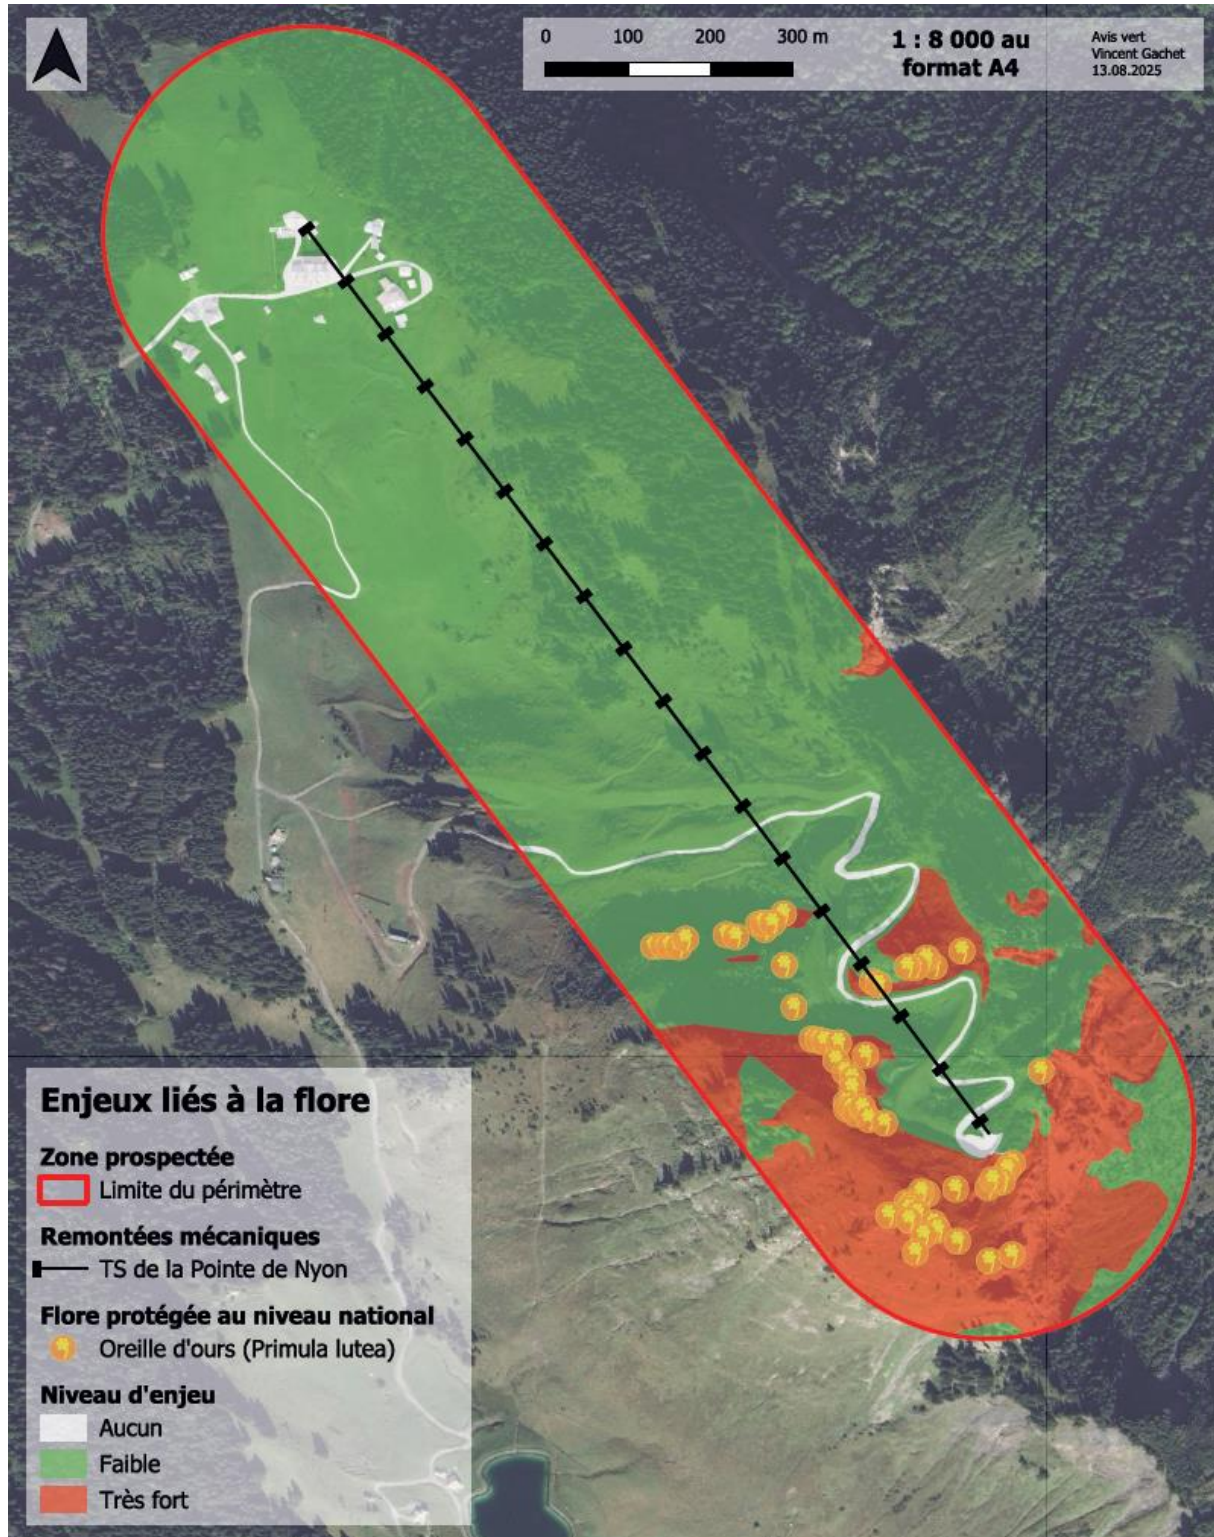 0 100 200 300 m
1 : 8 000 au
format A4
Avis vert
Vincent Gachet
13.08.2025
Enjeux liés à la flore
Zone prospectée
Limite du périmètre
Remontées mécaniques
TS de la Pointe de Nyon
Flore protégée au niveau national
Oreille d'ours (Primula lutea)
Niveau d'enjeu
Aucun
Faible
Très fort